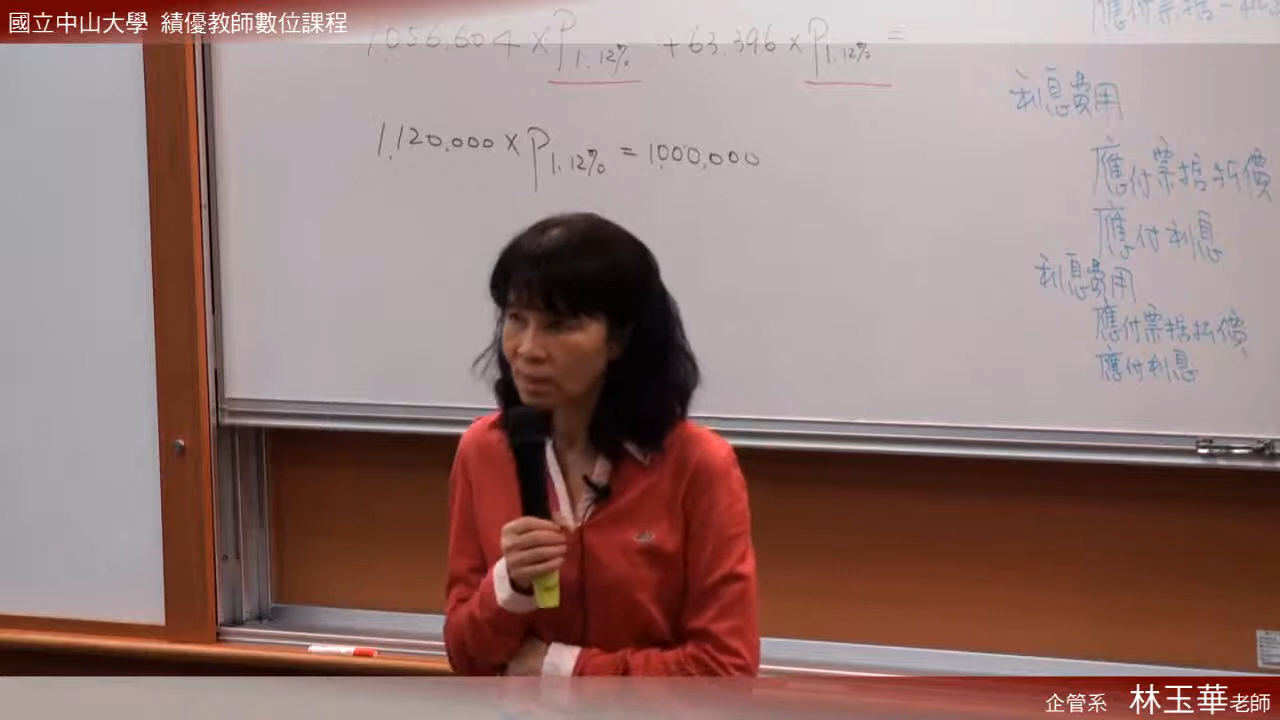 國立中山大學 績優教師數位課程
1,056,604 × P1.12% + 63,396 × P1.12% =
1,120,000 × P1.12% = 1,000,000
利息費用
應付票據折價
應付利息
利息費用
應付票據折價
應付利息
企管系 林玉華老師